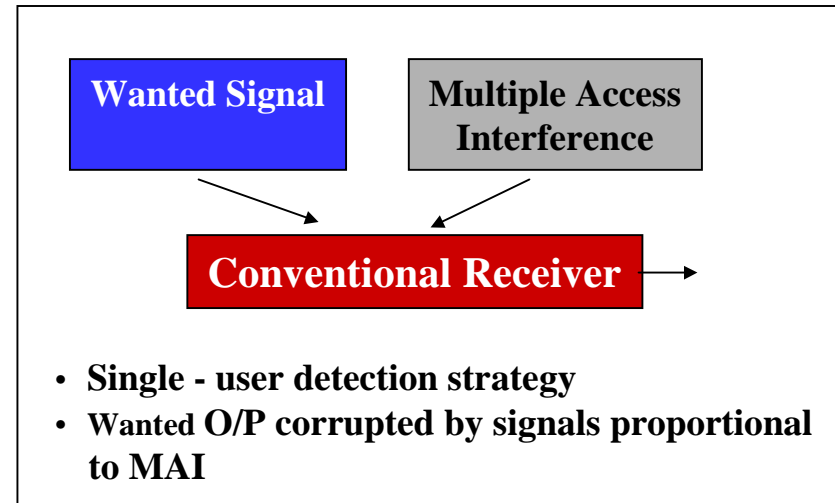 Wanted Signal
Multiple Access
Interference
Conventional Receiver
• Single - user detection strategy
• Wanted O/P corrupted by signals proportional
to MAI